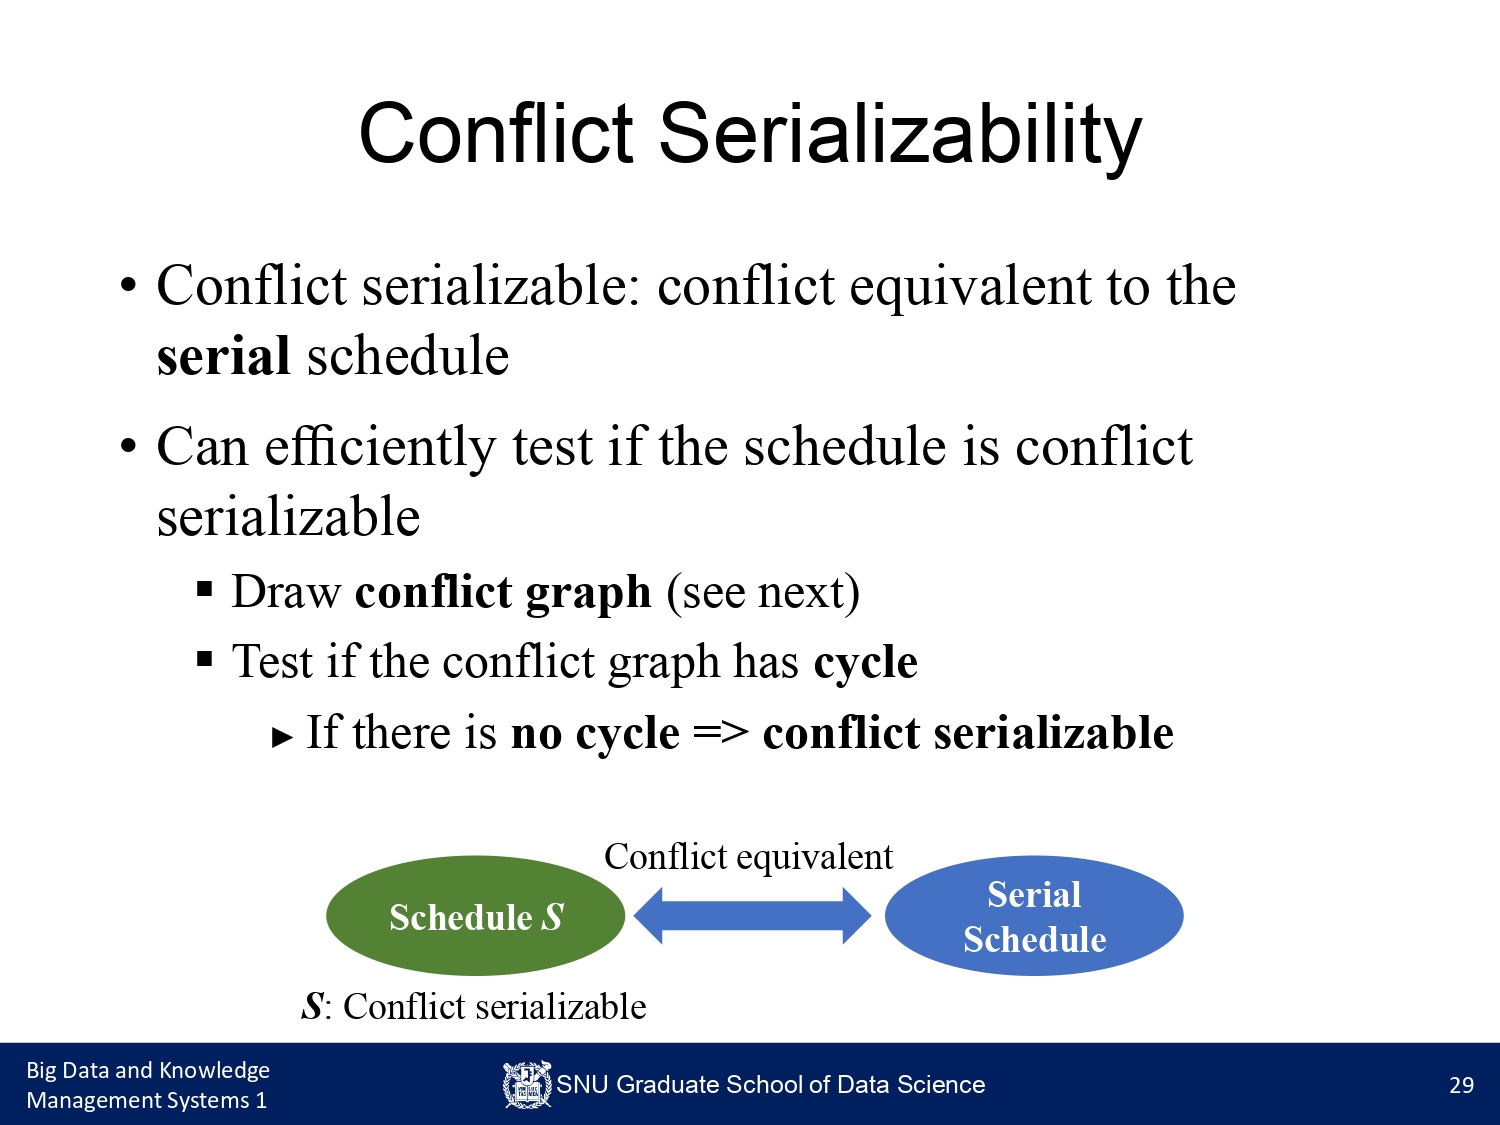 Conflict Serializability
• Conflict serializable: conflict equivalent to the
serial schedule
• Can efficiently test if the schedule is conflict
serializable
▪ Draw conflict graph (see next)
▪ Test if the conflict graph has cycle
► If there is no cycle => conflict serializable
Conflict equivalent
Schedule S
Serial
Schedule
S: Conflict serializable
Big Data and Knowledge
Management Systems 1
SNU Graduate School of Data Science
29